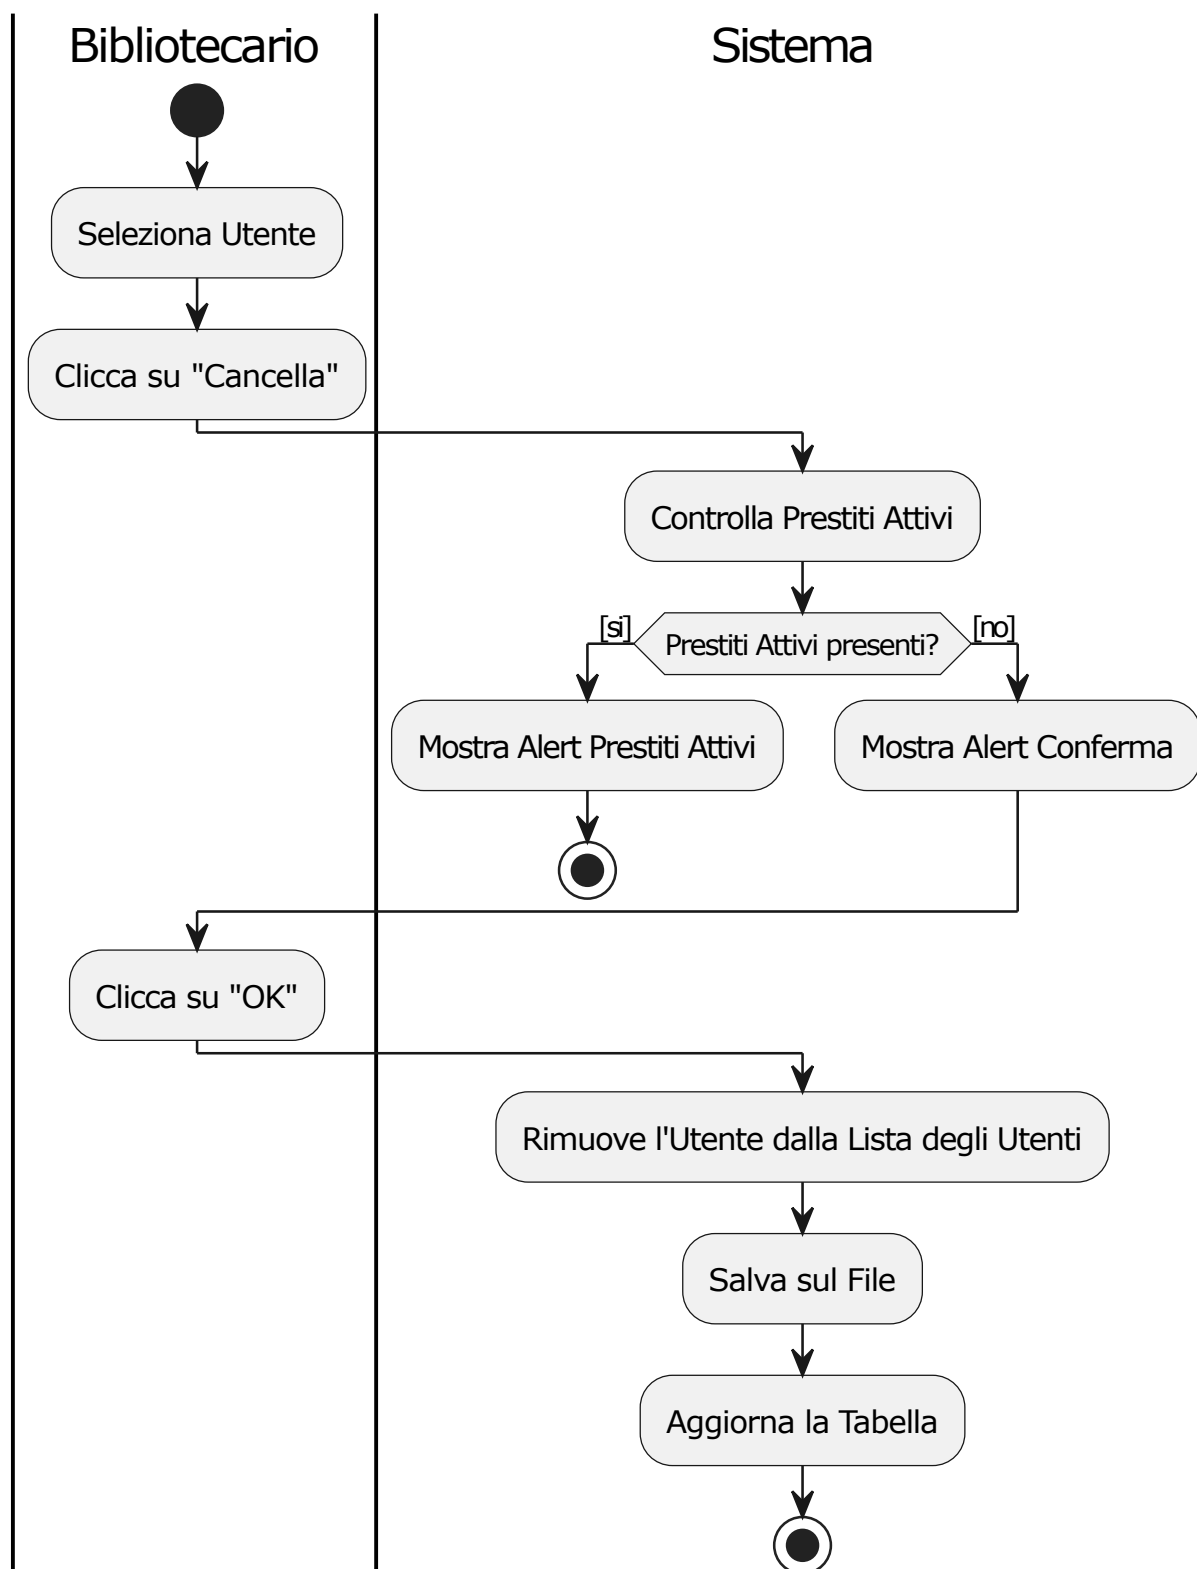 Bibliotecario
Sistema
Seleziona Utente
Clicca su "Cancella"
Controlla Prestiti Attivi
[si]
Prestiti Attivi presenti?
[no]
Mostra Alert Prestiti Attivi
Mostra Alert Conferma
Clicca su "OK"
Rimuove l'Utente dalla Lista degli Utenti
Salva sul File
Aggiorna la Tabella